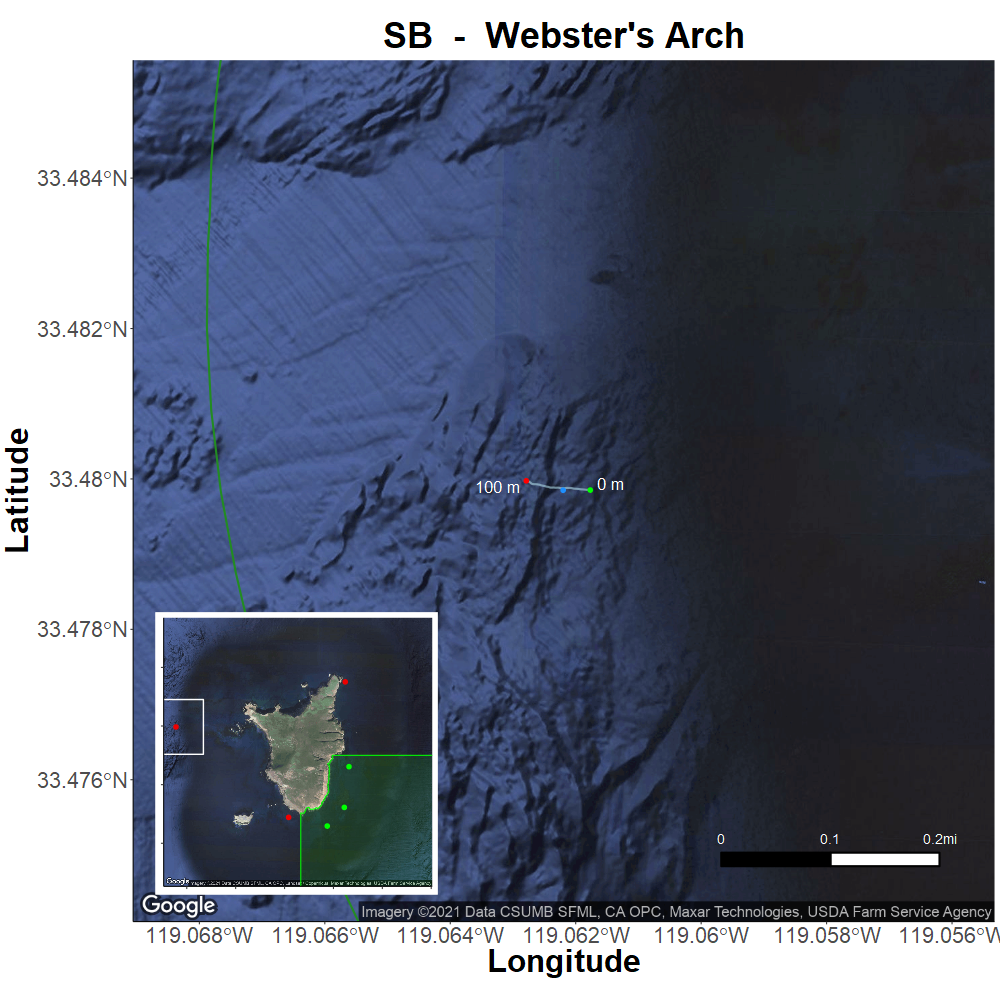 SB - Webster's Arch
Latitude
33.484°N
33.482°N
33.48°N
33.478°N
33.476°N
100 m
0 m
0 0.1 0.2mi
Google
Google
Imagery ©2021 Data CSUMB SFML, CA OPC, Maxar Technologies, USDA Farm Service Agency
119.068°W 119.066°W 119.064°W 119.062°W 119.06°W 119.058°W 119.056°W
Longitude